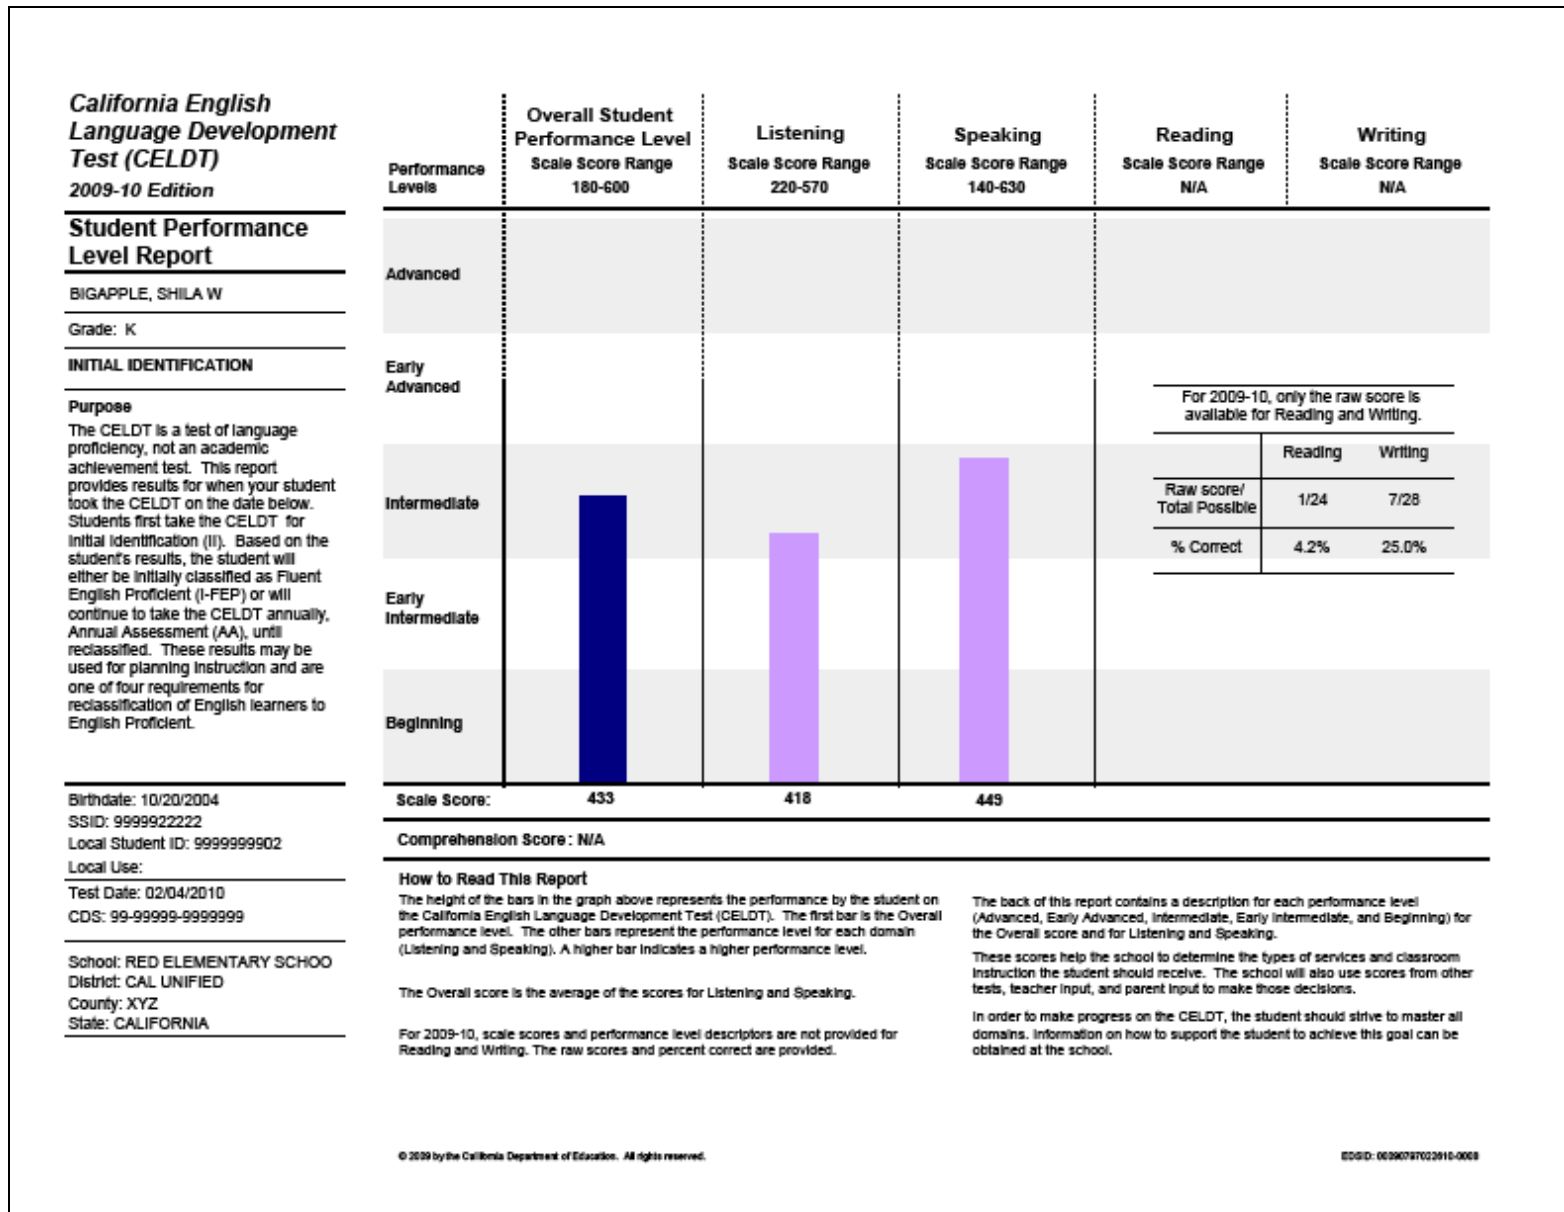 California English
Language Development
Test (CELDT)
2009-10 Edition
Student Performance
Level Report
BIGAPPLE, SHILA W
Grade: K
INITIAL IDENTIFICATION
Purpose
The CELDT is a test of language
proficiency, not an academic
achievement test. This report
provides results for when your student
took the CELDT on the date below.
Students first take the CELDT for
Initial Identification (II). Based on the
student's results, the student will
either be initially classified as Fluent
English Proficient (I-FEP) or will
continue to take the CELDT annually,
Annual Assessment (AA), until
reclassified. These results may be
used for planning instruction and are
one of four requirements for
reclassification of English learners to
English Proficient.
Birthdate: 10/20/2004
SSID: 9999922222
Local Student ID: 9999999902
Local Use:
Test Date: 02/04/2010
CDS: 99-99999-9999999
School: RED ELEMENTARY SCHOO
District: CAL UNIFIED
County: XYZ
State: CALIFORNIA
Performance
Levels
Overall Student
Performance Level
Scale Score Range
180-600
Listening
Scale Score Range
220-570
Speaking
Scale Score Range
140-630
Reading
Scale Score Range
N/A
Writing
Scale Score Range
N/A
Advanced
Early
Advanced
Intermediate
Early
Intermediate
Beginning
For 2009-10, only the raw score is
available for Reading and Writing.
Reading Writing
Raw score/
Total Possible 1/24 7/28
% Correct 4.2% 25.0%
Scale Score: 433 418 449
Comprehension Score: N/A
How to Read This Report
The height of the bars in the graph above represents the performance by the student on
the California English Language Development Test (CELDT). The first bar is the Overall
performance level. The other bars represent the performance level for each domain
(Listening and Speaking). A higher bar indicates a higher performance level.
The Overall score is the average of the scores for Listening and Speaking.
For 2009-10, scale scores and performance level descriptors are not provided for
Reading and Writing. The raw scores and percent correct are provided.
The back of this report contains a description for each performance level
(Advanced, Early Advanced, Intermediate, Early Intermediate, and Beginning) for
the Overall score and for Listening and Speaking.
These scores help the school to determine the types of services and classroom
instruction the student should receive. The school will also use scores from other
tests, teacher input, and parent input to make those decisions.
In order to make progress on the CELDT, the student should strive to master all
domains. Information on how to support the student to achieve this goal can be
obtained at the school.
© 2009 by the California Department of Education. All rights reserved.
EDSID: